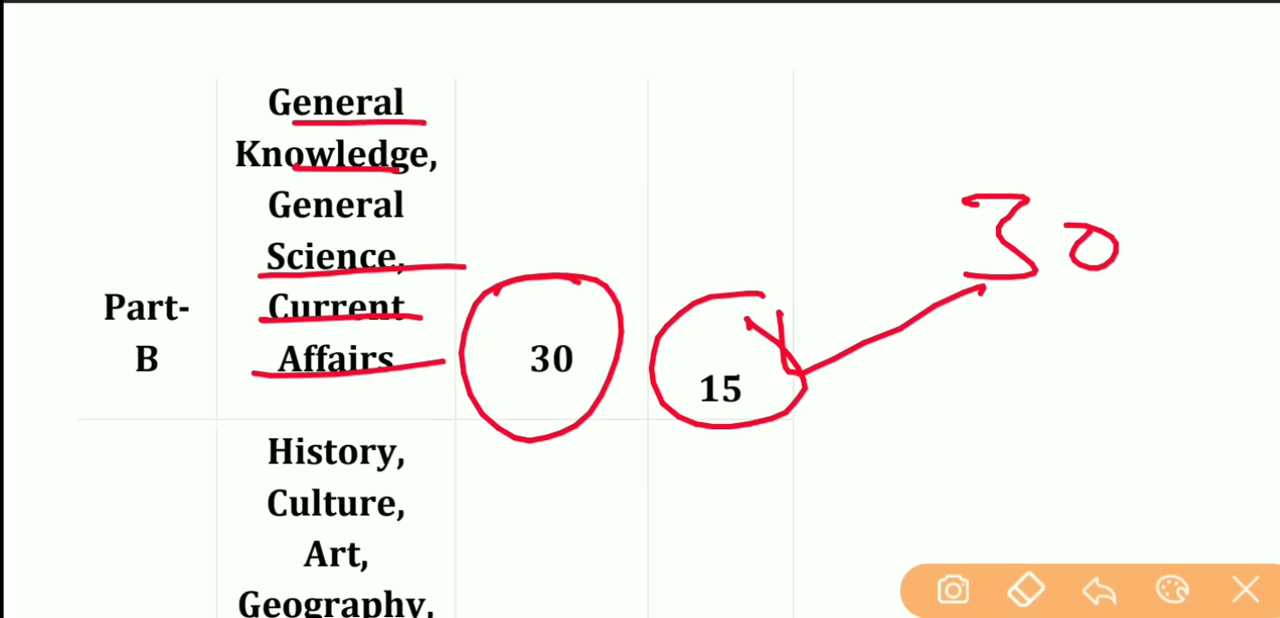 General
Knowledge,
General
Science,
Current
Affairs
Part-
B
30
15
30
History,
Culture,
Art,
Geography,